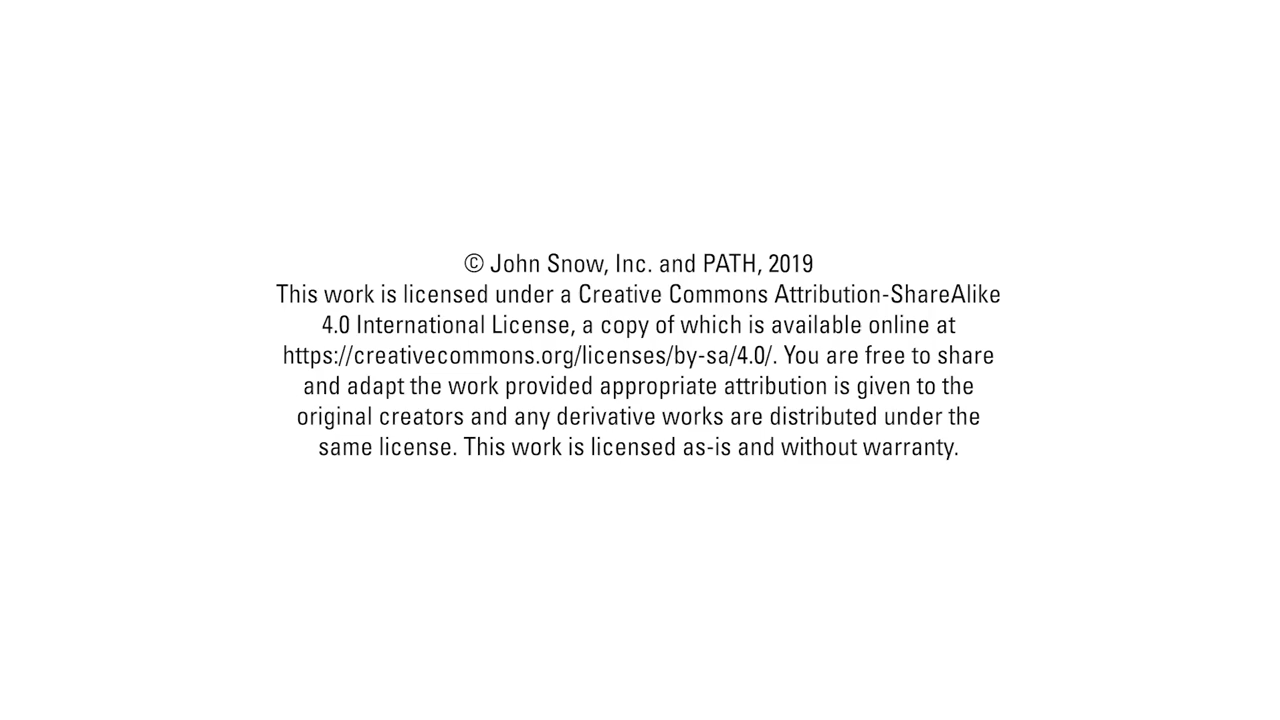 © John Snow, Inc. and PATH, 2019
This work is licensed under a Creative Commons Attribution-ShareAlike
4.0 International License, a copy of which is available online at
https://creativecommons.org/licenses/by-sa/4.0/. You are free to share
and adapt the work provided appropriate attribution is given to the
original creators and any derivative works are distributed under the
same license. This work is licensed as-is and without warranty.